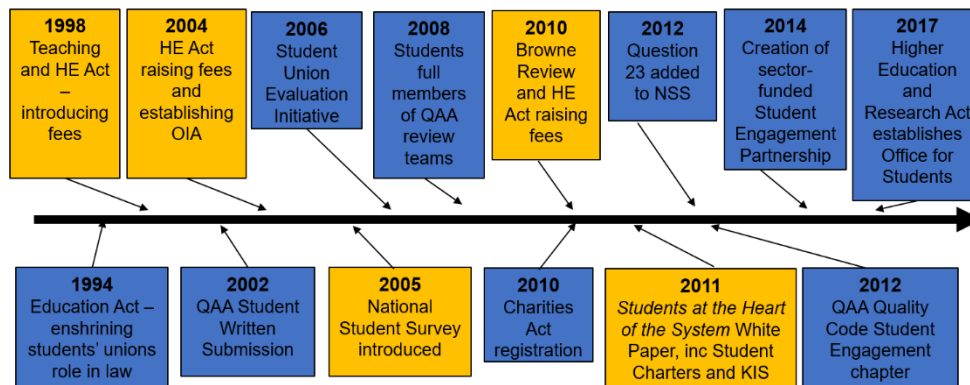 1998
Teaching
and HE Act
–
introducing
fees
2004
HE Act
raising fees
and
establishing
OIA
2006
Student
Union
Evaluation
Initiative
2008
Students
full
members
of QAA
review
teams
2010
Browne
Review
and HE
Act raising
fees
2012
Question
23 added
to NSS
2014
Creation of
sector-
funded
Student
Engagement
Partnership
2017
Higher
Education
and
Research Act
establishes
Office for
Students
1994
Education Act –
enshrining
students’ unions
role in law
2002
QAA Student
Written
Submission
2005
National
Student Survey
introduced
2010
Charities
Act
registration
2011
Students at the Heart
of the System White
Paper, inc Student
Charters and KIS
2012
QAA Quality
Code Student
Engagement
chapter